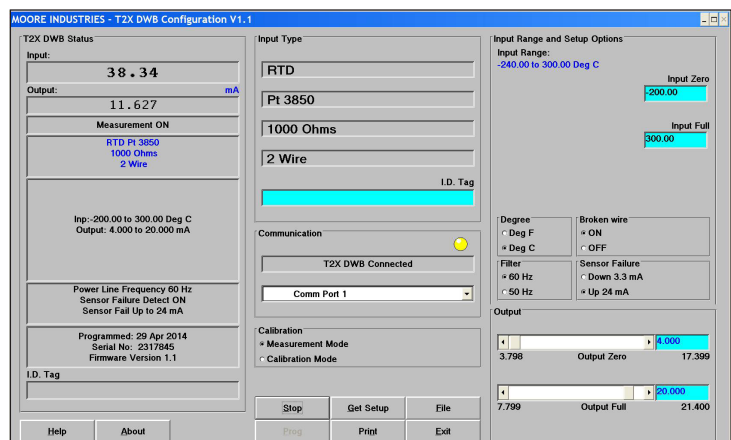 MOORE INDUSTRIES - T2X DWB Configuration V1.1
T2X DWB Status
Input:
38.34
Output: mA
11.627
Measurement ON
RTD Pt 3850
1000 Ohms
2 Wire
Inp:-200.00 to 300.00 Deg C
Output: 4.000 to 20.000 mA
Power Line Frequency 60 Hz
Sensor Failure Detect ON
Sensor Fail Up to 24 mA
Programmed: 29 Apr 2014
Serial No: 2317845
Firmware Version 1.1
I.D. Tag
Help About
Input Type
RTD
Pt 3850
1000 Ohms
2 Wire
I.D. Tag
Communication
T2X DWB Connected
Comm Port 1
Calibration
Measurement Mode
Calibration Mode
Stop Get Setup File
Prog Print Exit
Input Range and Setup Options
Input Range:
-240.00 to 300.00 Deg C
Input Zero
-200.00
Input Full
300.00
Degree
Deg F
Deg C
Broken wire
ON
OFF
Filter
60 Hz
50 Hz
Sensor Failure
Down 3.3 mA
Up 24 mA
Output
4.000
3.798 Output Zero 17.399
20.000
7.799 Output Full 21.400